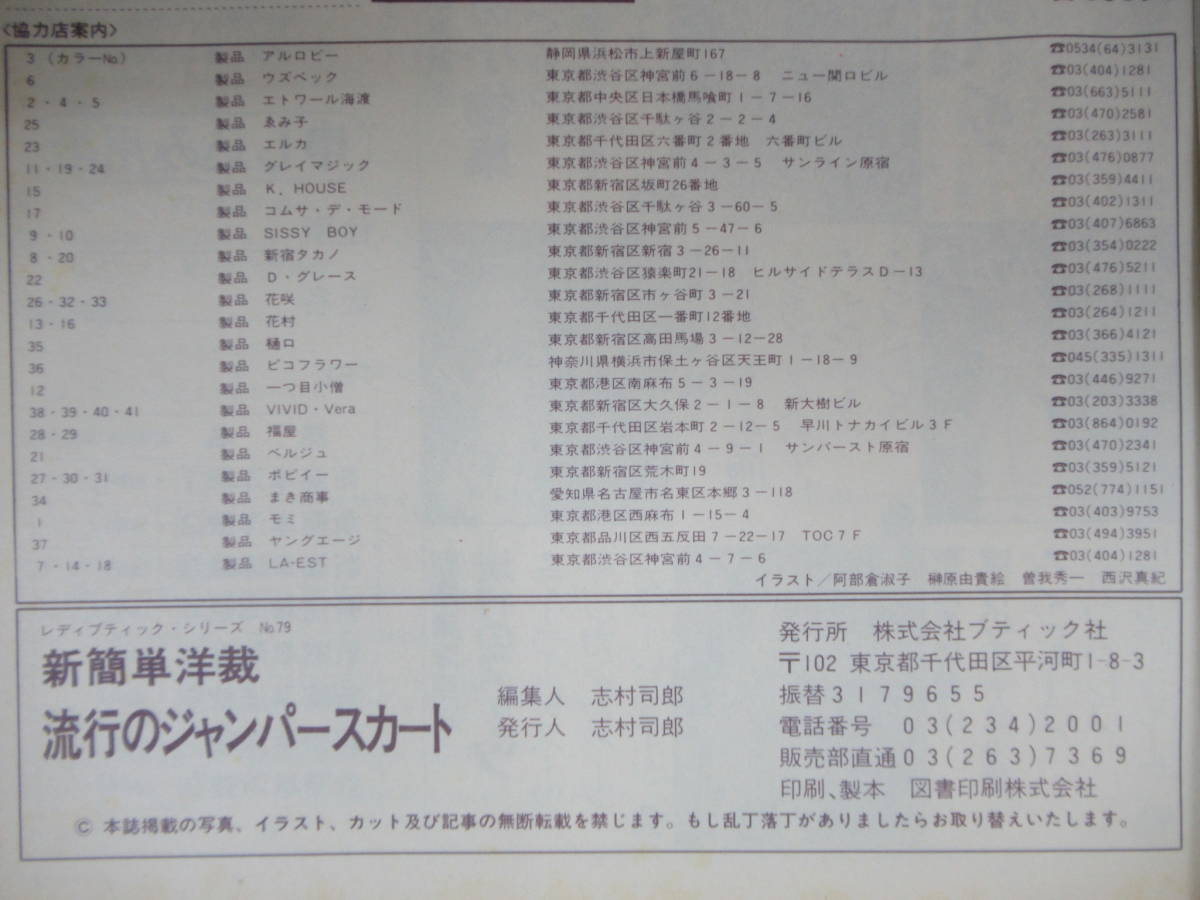 〈協力店案内〉
3 (カラーNo.) 製品 アルロビー 静岡県浜松市上新屋町167 ☎0534(64)3131
6 製品 ウズベック 東京都渋谷区神宮前6-18-8 ニュー関口ビル ☎03(404)1281
2・4・5 製品 エトワール海渡 東京都中央区日本橋馬喰町1-7-16 ☎03(663)5111
25 製品 ゑみ子 東京都渋谷区千駄ヶ谷2-2-4 ☎03(470)2581
23 製品 エルカ 東京都千代田区六番町2番地 六番町ビル ☎03(263)3111
11・19・24 製品 グレイマジック 東京都渋谷区神宮前4-3-5 サンライン原宿 ☎03(476)0877
15 製品 K.HOUSE 東京都新宿区坂町26番地 ☎03(359)4411
17 製品 コムサ・デ・モード 東京都渋谷区千駄ヶ谷3-60-5 ☎03(402)1311
9・10 製品 SISSY BOY 東京都渋谷区神宮前5-47-6 ☎03(407)6863
8・20 製品 新宿タカノ 東京都新宿区新宿3-26-11 ☎03(354)0222
22 製品 D・グレース 東京都渋谷区猿楽町21-18 ヒルサイドテラスD-13 ☎03(476)5211
26・32・33 製品 花咲 東京都新宿区市ヶ谷町3-21 ☎03(268)1111
13・16 製品 花村 東京都千代田区一番町12番地 ☎03(264)1211
35 製品 樋口 東京都新宿区高田馬場3-12-28 ☎03(366)4121
36 製品 ピコフラワー 神奈川県横浜市保土ヶ谷区天王町1-18-9 ☎045(335)1311
12 製品 一つ目小僧 東京都港区南麻布5-3-19 ☎03(446)9271
38・39・40・41 製品 VIVID・Vera 東京都新宿区大久保2-1-8 新大樹ビル ☎03(203)3338
28・29 製品 福屋 東京都千代田区岩本町2-12-5 早川トナカイビル3F ☎03(864)0192
21 製品 ベルジュ 東京都渋谷区神宮前4-9-1 サンバースト原宿 ☎03(470)2341
27・30・31 製品 ポピイー 東京都新宿区荒木町19 ☎03(359)5121
34 製品 まき商事 愛知県名古屋市名東区本郷3-118 ☎052(774)1151
1 製品 モミ 東京都港区西麻布1-15-4 ☎03(403)9753
37 製品 ヤングエージ 東京都品川区西五反田7-22-17 TOC7F ☎03(494)3951
7・14・18 製品 LA-EST 東京都渋谷区神宮前4-7-6 ☎03(404)1281
イラスト/阿部倉淑子 榊原由貴絵 曽我秀一 西沢真紀
レディブティック・シリーズ No.79
新簡単洋裁
流行のジャンパースカート
編集人 志村司郎
発行人 志村司郎
発行所 株式会社ブティック社
〒102 東京都千代田区平河町1-8-3
振替3179655
電話番号 03(234)2001
販売部直通03(263)7369
印刷、製本 図書印刷株式会社
© 本誌掲載の写真、イラスト、カット及び記事の無断転載を禁じます。もし乱丁落丁がありましたらお取り替えいたします。